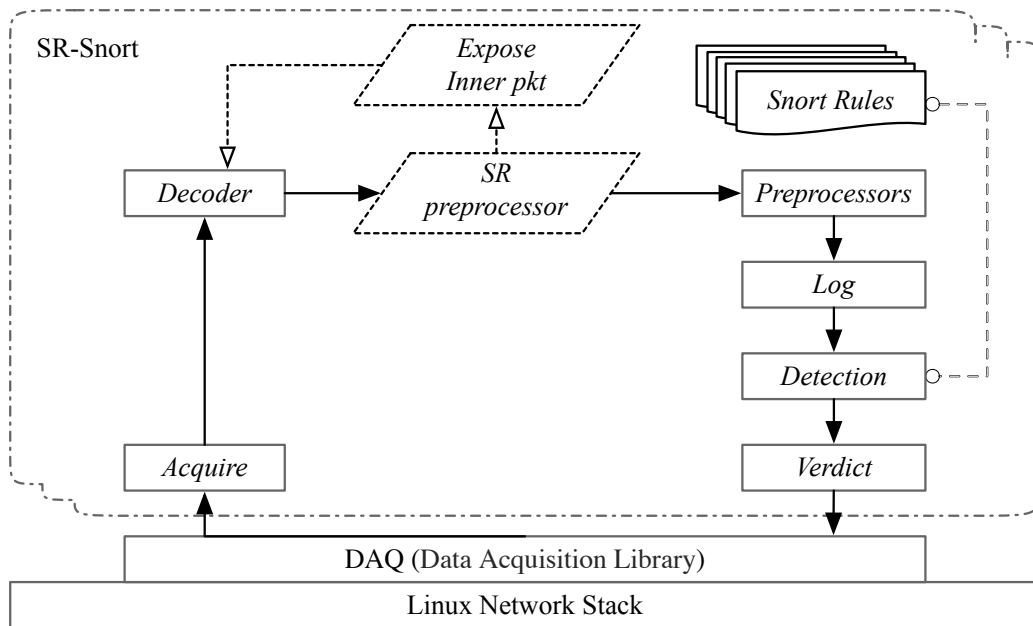 SR-Snort
Expose
Inner pkt
Snort Rules
Decoder
SR
preprocessor
Preprocessors
Log
Detection
Acquire
Verdict
DAQ (Data Acquisition Library)
Linux Network Stack